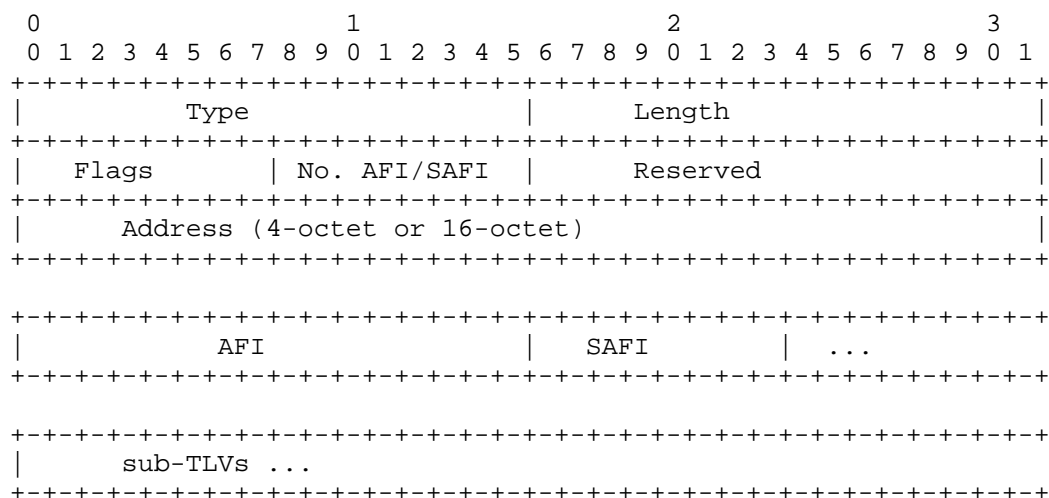 0                   1                   2                   3
 0 1 2 3 4 5 6 7 8 9 0 1 2 3 4 5 6 7 8 9 0 1 2 3 4 5 6 7 8 9 0 1
+-+-+-+-+-+-+-+-+-+-+-+-+-+-+-+-+-+-+-+-+-+-+-+-+-+-+-+-+-+-+-+-+
|          Type                 |      Length                   |
+-+-+-+-+-+-+-+-+-+-+-+-+-+-+-+-+-+-+-+-+-+-+-+-+-+-+-+-+-+-+-+-+
|   Flags       | No. AFI/SAFI  |      Reserved                 |
+-+-+-+-+-+-+-+-+-+-+-+-+-+-+-+-+-+-+-+-+-+-+-+-+-+-+-+-+-+-+-+-+
|      Address (4-octet or 16-octet)                            |
+-+-+-+-+-+-+-+-+-+-+-+-+-+-+-+-+-+-+-+-+-+-+-+-+-+-+-+-+-+-+-+-+
+-+-+-+-+-+-+-+-+-+-+-+-+-+-+-+-+-+-+-+-+-+-+-+-+-+-+-+-+-+-+-+-+
|            AFI                |   SAFI        |  ...
+-+-+-+-+-+-+-+-+-+-+-+-+-+-+-+-+-+-+-+-+-+-+-+-+-+-+-+-+-+-+-+-+
+-+-+-+-+-+-+-+-+-+-+-+-+-+-+-+-+-+-+-+-+-+-+-+-+-+-+-+-+-+-+-+-+
|      sub-TLVs ...
+-+-+-+-+-+-+-+-+-+-+-+-+-+-+-+-+-+-+-+-+-+-+-+-+-+-+-+-+-+-+-+-+